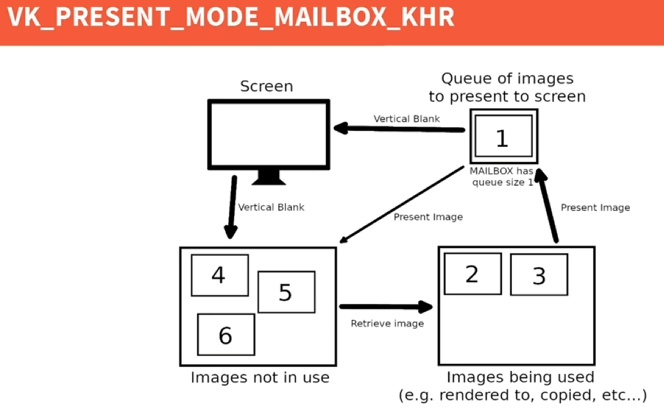 VK_PRESENT_MODE_MAILBOX_KHR
Screen
Queue of images
to present to screen
Vertical Blank
1
MAILBOX has
queue size 1
Vertical Blank
Present Image
Present Image
4
5
6
2
3
Retrieve image
Images not in use
Images being used
(e.g. rendered to, copied, etc...)